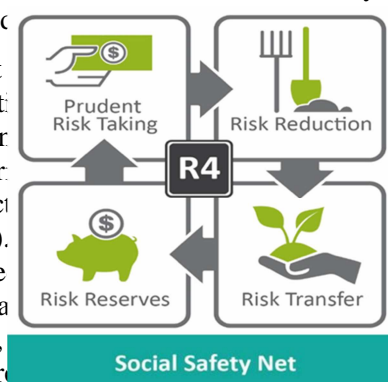 $
Prudent
Risk Taking
Risk Reduction
R4
$
Risk Reserves
Risk Transfer
Social Safety Net